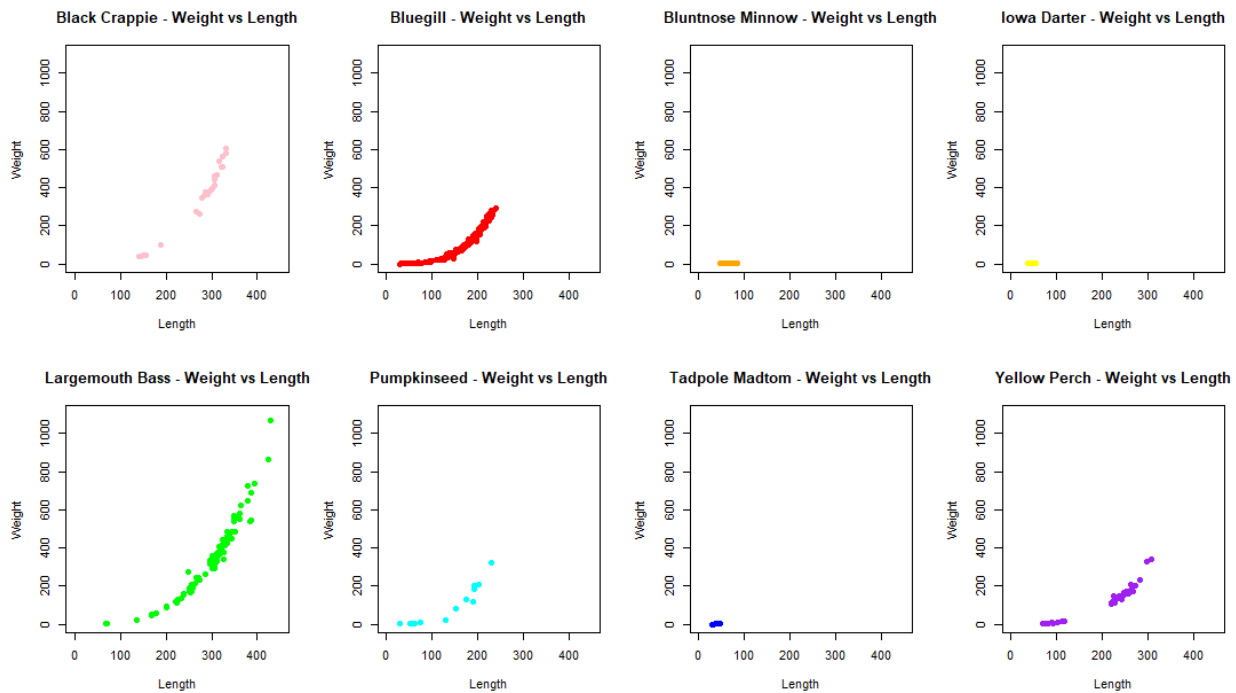 Black Crappie - Weight vs Length
Bluegill - Weight vs Length
Bluntnose Minnow - Weight vs Length
Iowa Darter - Weight vs Length
Weight
0 200 400 600 800 1000
0 100 200 300 400
Length
Weight
0 200 400 600 800 1000
0 100 200 300 400
Length
Weight
0 200 400 600 800 1000
0 100 200 300 400
Length
Weight
0 200 400 600 800 1000
0 100 200 300 400
Length
Largemouth Bass - Weight vs Length
Pumpkinseed - Weight vs Length
Tadpole Madtom - Weight vs Length
Yellow Perch - Weight vs Length
Weight
0 200 400 600 800 1000
0 100 200 300 400
Length
Weight
0 200 400 600 800 1000
0 100 200 300 400
Length
Weight
0 200 400 600 800 1000
0 100 200 300 400
Length
Weight
0 200 400 600 800 1000
0 100 200 300 400
Length